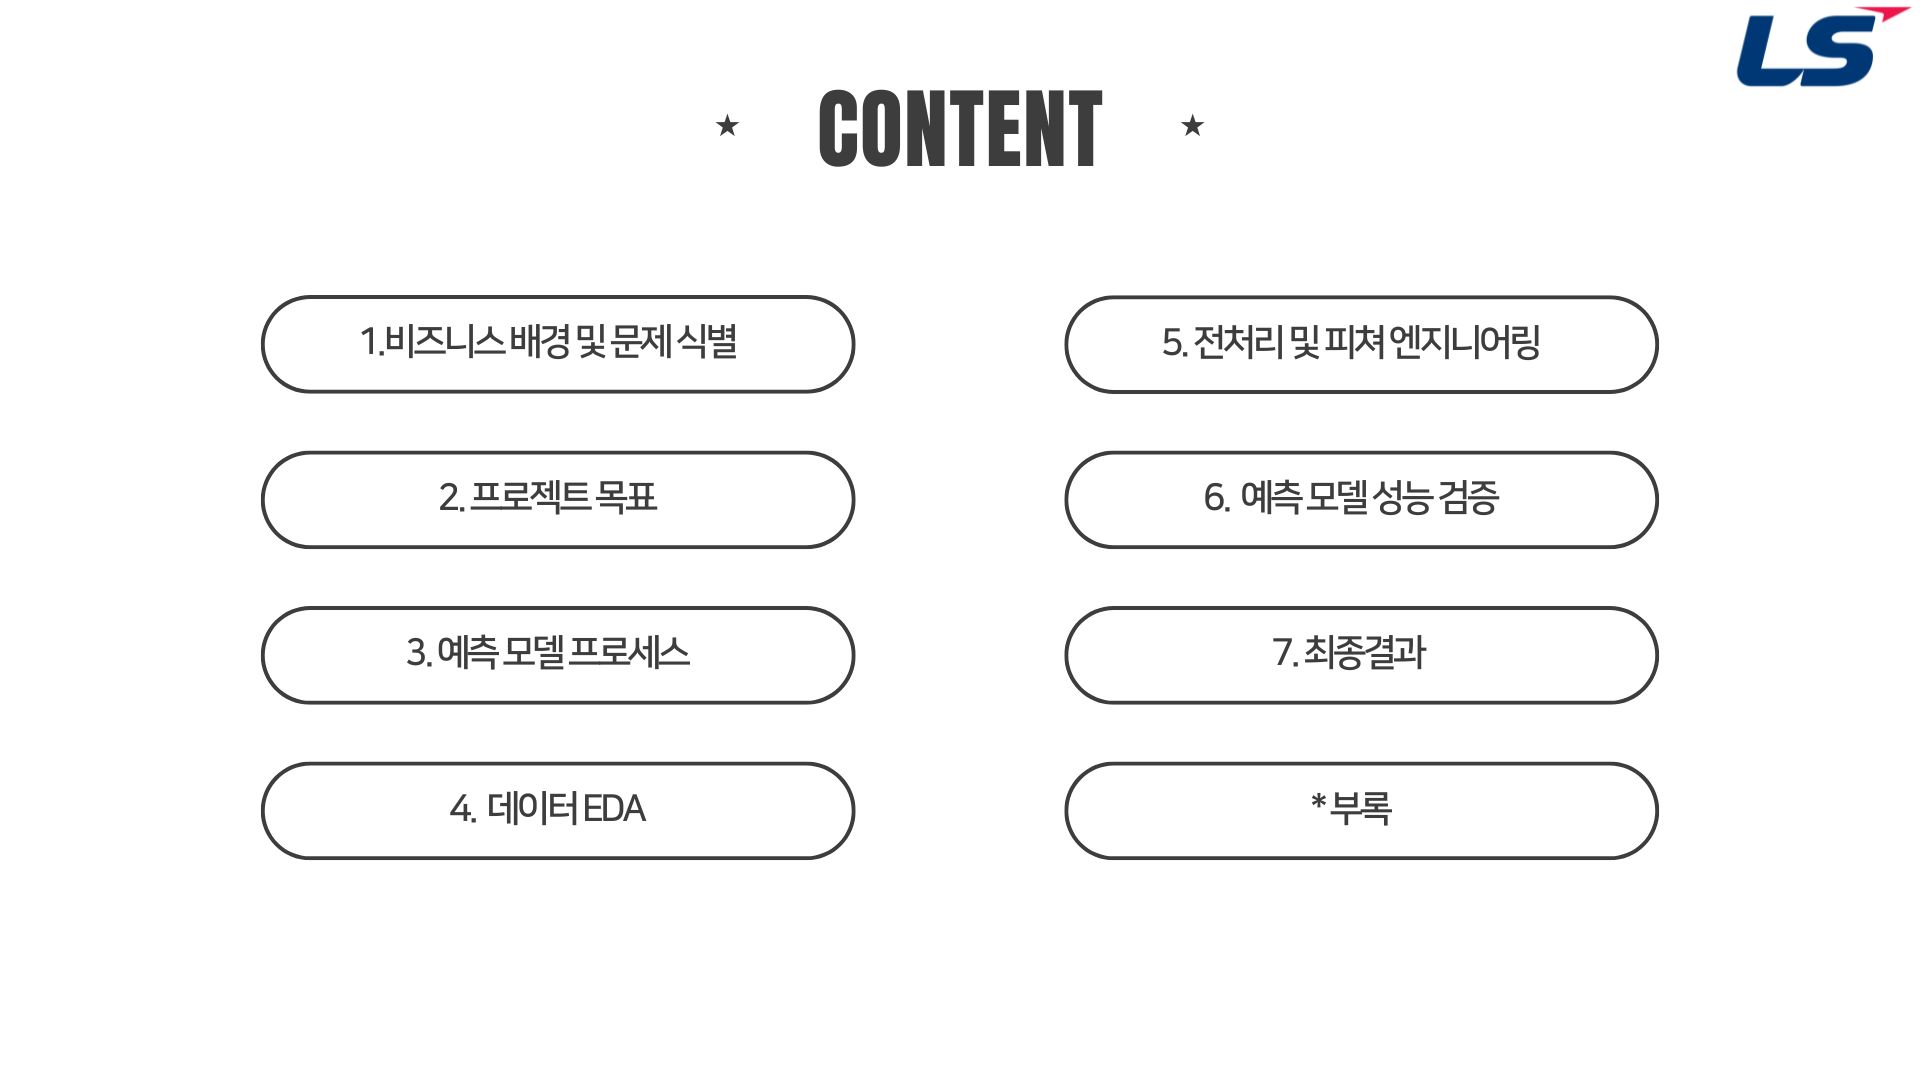 LS
CONTENT
1.비즈니스 배경 및 문제 식별
2. 프로젝트 목표
3. 예측 모델 프로세스
4. 데이터 EDA
5. 전처리 및 피쳐 엔지니어링
6. 예측 모델 성능 검증
7. 최종결과
* 부록